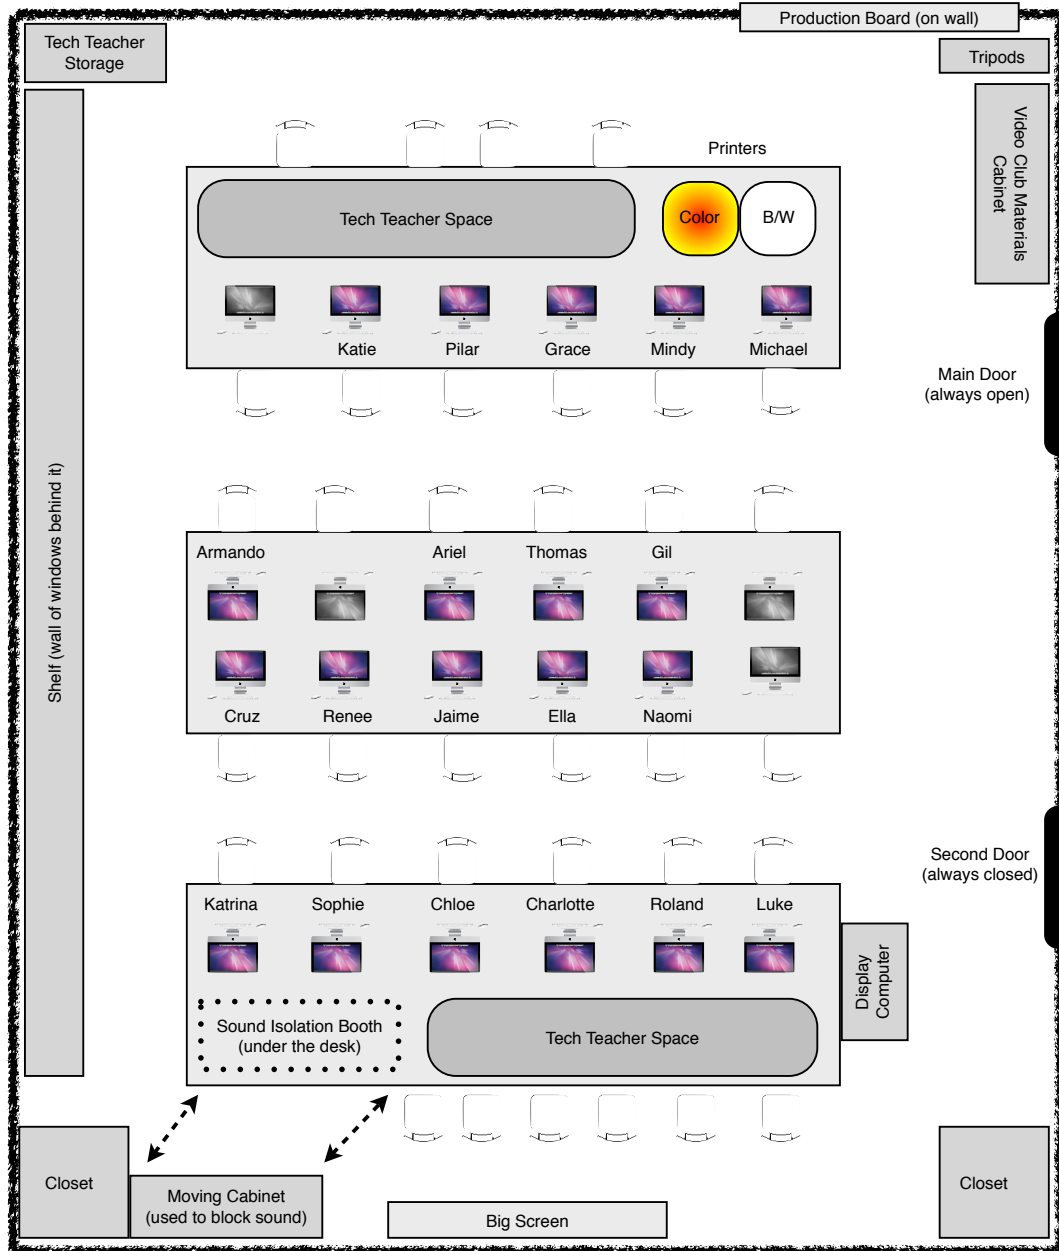 Production Board (on wall)
Tech Teacher
Storage
Tripods
Video Club Materials
Cabinet
Printers
Tech Teacher Space
Color
B/W
Katie
Pilar
Grace
Mindy
Michael
Main Door
(always open)
Shelf (wall of windows behind it)
Armando
Ariel
Thomas
Gil
Cruz
Renee
Jaime
Ella
Naomi
Second Door
(always closed)
Katrina
Sophie
Chloe
Charlotte
Roland
Luke
Display
Computer
Sound Isolation Booth
(under the desk)
Tech Teacher Space
Closet
Moving Cabinet
(used to block sound)
Big Screen
Closet